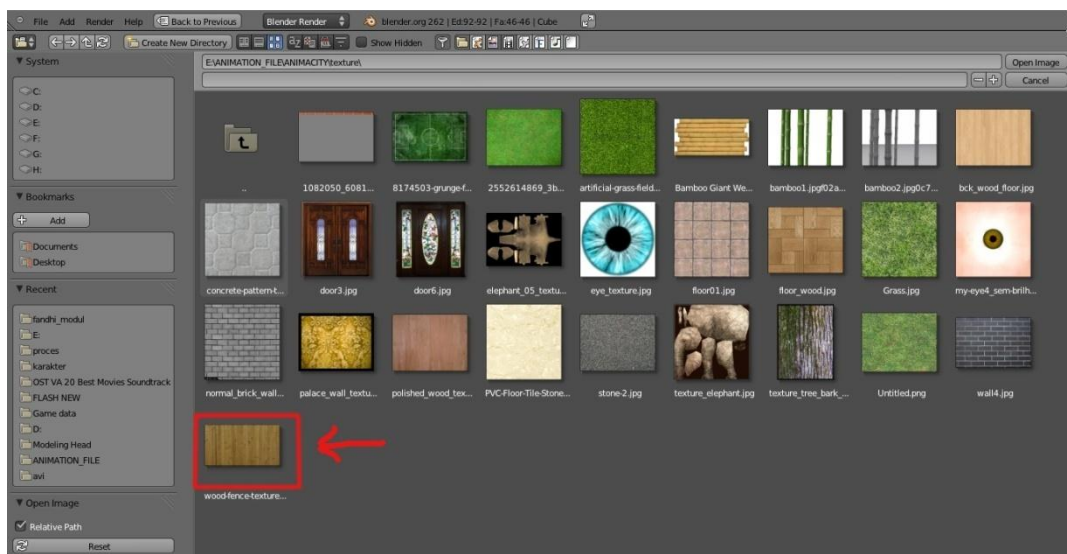 File Add Render Help Back to Previous Blender Render blender.org 262 | Ed:92-92 | Fa:46-46 | Cube
Create New Directory Show Hidden
System
E:\ANIMATION_FILE\ANIMACITY\texture\ Open Image
Cancel
C:
D:
E:
F:
G:
H:
.. 1082050_6081... 8174503-grunge-f... 2552614869_3b... artificial-grass-field... Bamboo Giant We... bamboo1.jpgf02a... bamboo2.jpg0c7... bck_wood_floor.jpg
Bookmarks
Add
Documents
Desktop
concrete-pattern-t... door3.jpg door6.jpg elephant_05_textu... eye_texture.jpg floor01.jpg floor_wood.jpg Grass.jpg my-eye4_sem-brilh...
Recent
fandhi_modul
E:
proces
karakter
OST VA 20 Best Movies Soundtrack
FLASH NEW
Game data
D:
Modeling Head
ANIMATION_FILE
avi
normal_brick_wall... palace_wall_textu... polished_wood_tex... PVC-Floor-Tile-Stone... stone-2.jpg texture_elephant.jpg texture_tree_bark_... Untitled.png wall4.jpg
wood-fence-texture...
Open Image
Relative Path
Reset